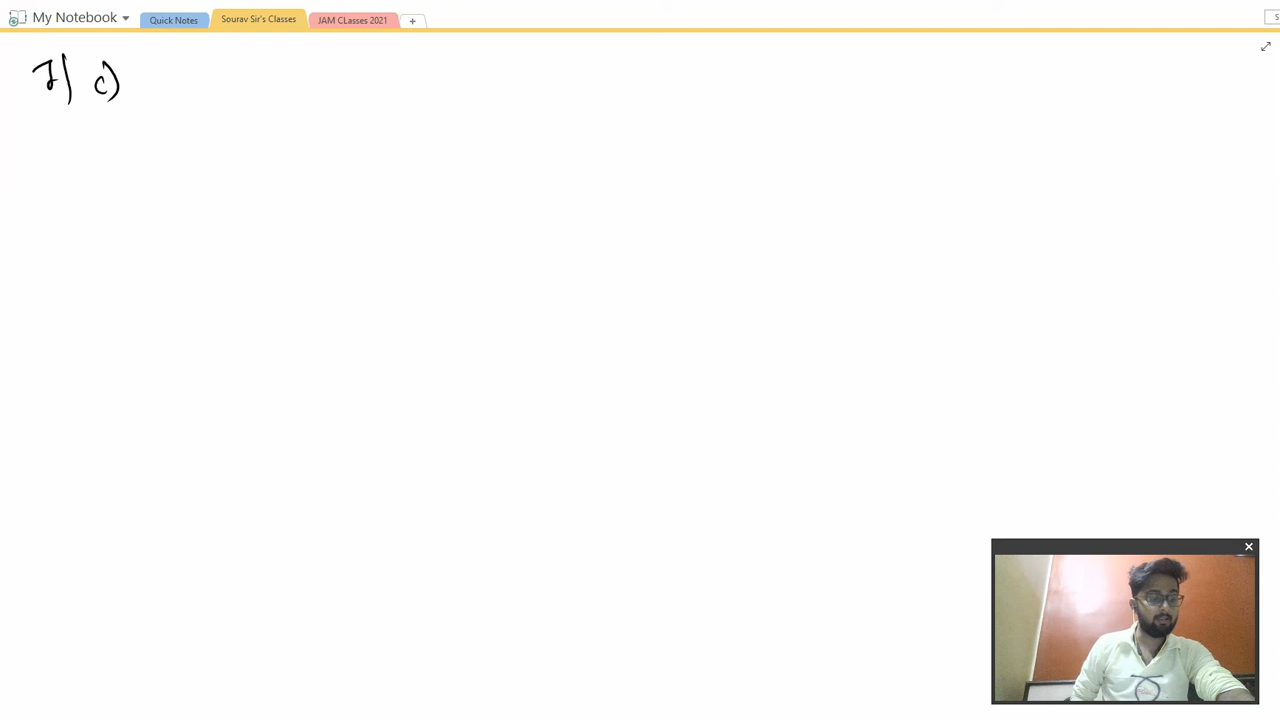 My Notebook
Quick Notes
Sourav Sir's Classes
JAM CLasses 2021
7| c)